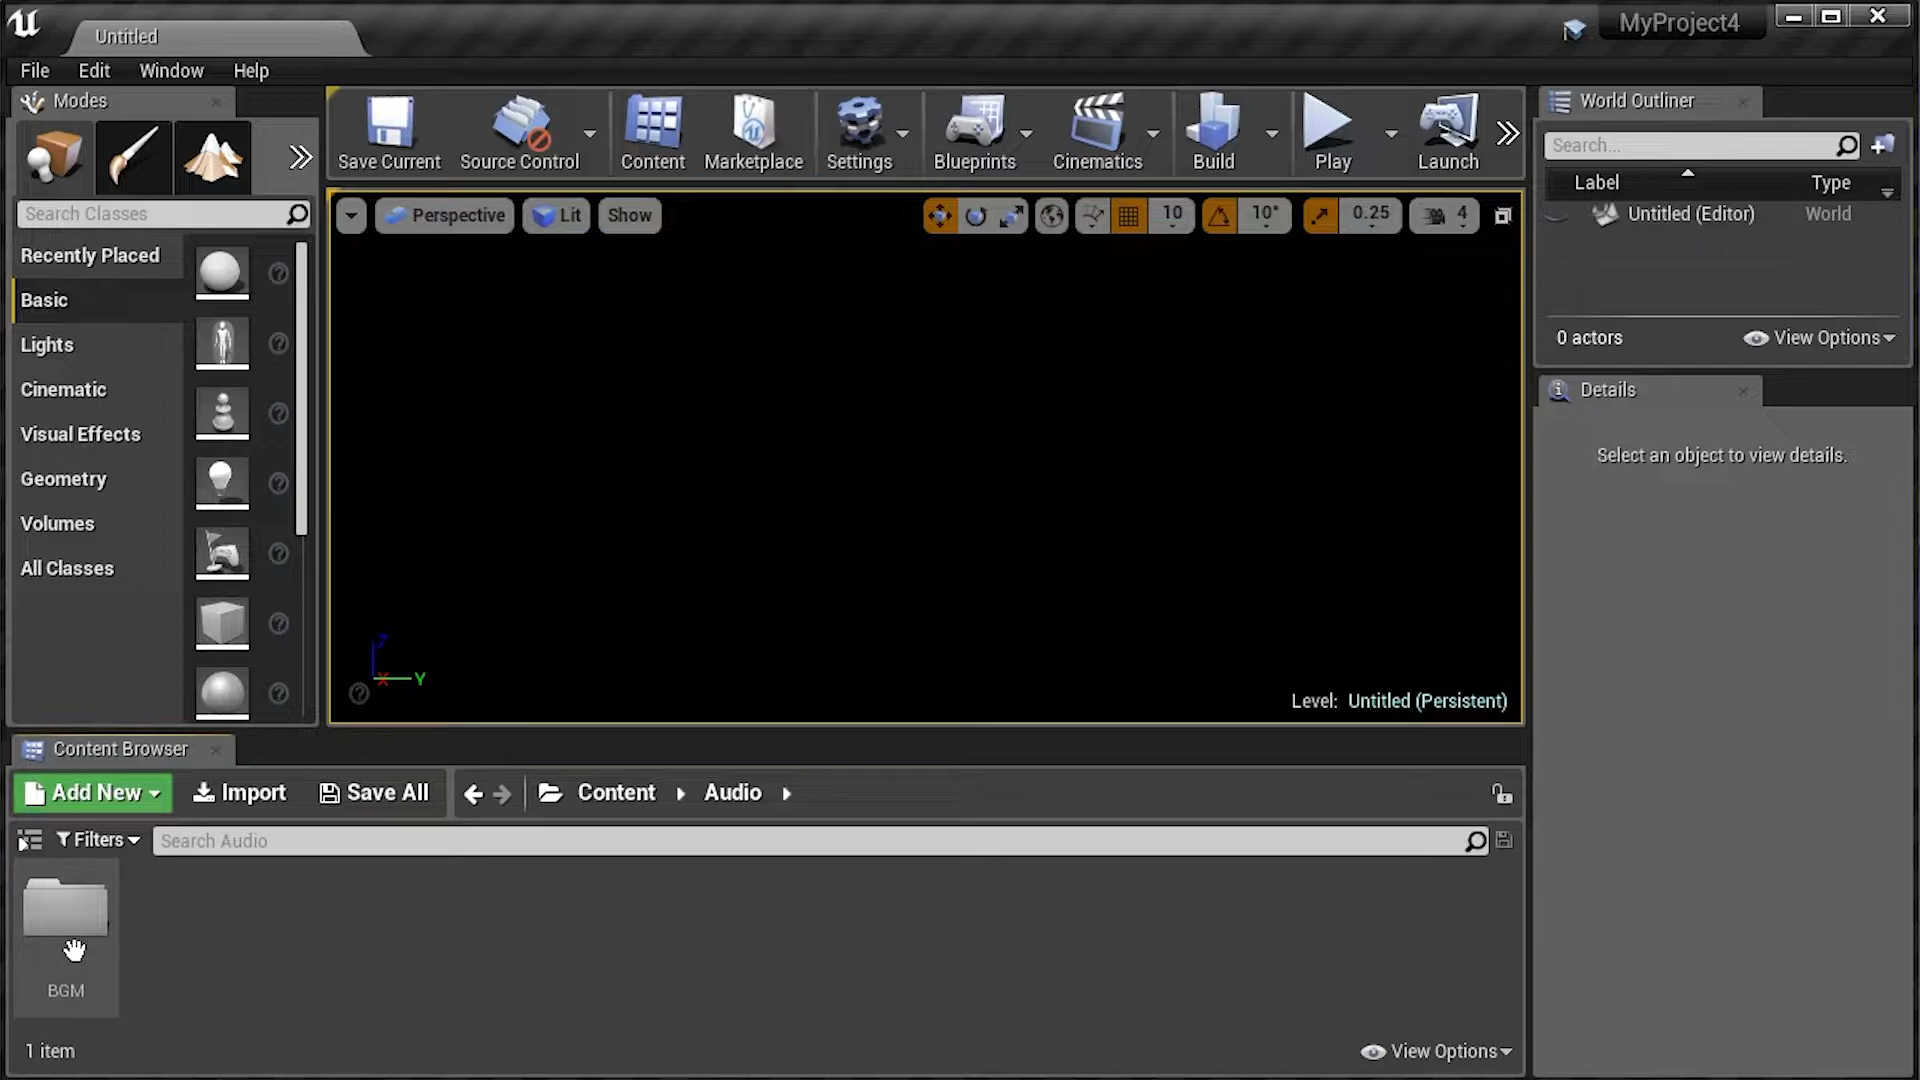 Untitled
MyProject4
File Edit Window Help
Modes
Save Current
Source Control
Content
Marketplace
Settings
Blueprints
Cinematics
Build
Play
Launch
World Outliner
Search...
Label
Type
Untitled (Editor)
World
0 actors
View Options
Details
Select an object to view details.
Search Classes
Recently Placed
Basic
Lights
Cinematic
Visual Effects
Geometry
Volumes
All Classes
Perspective
Lit
Show
10
10°
0.25
4
Z
X
Y
Level: Untitled (Persistent)
Content Browser
Add New
Import
Save All
Content
Audio
Filters
Search Audio
BGM
1 item
View Options